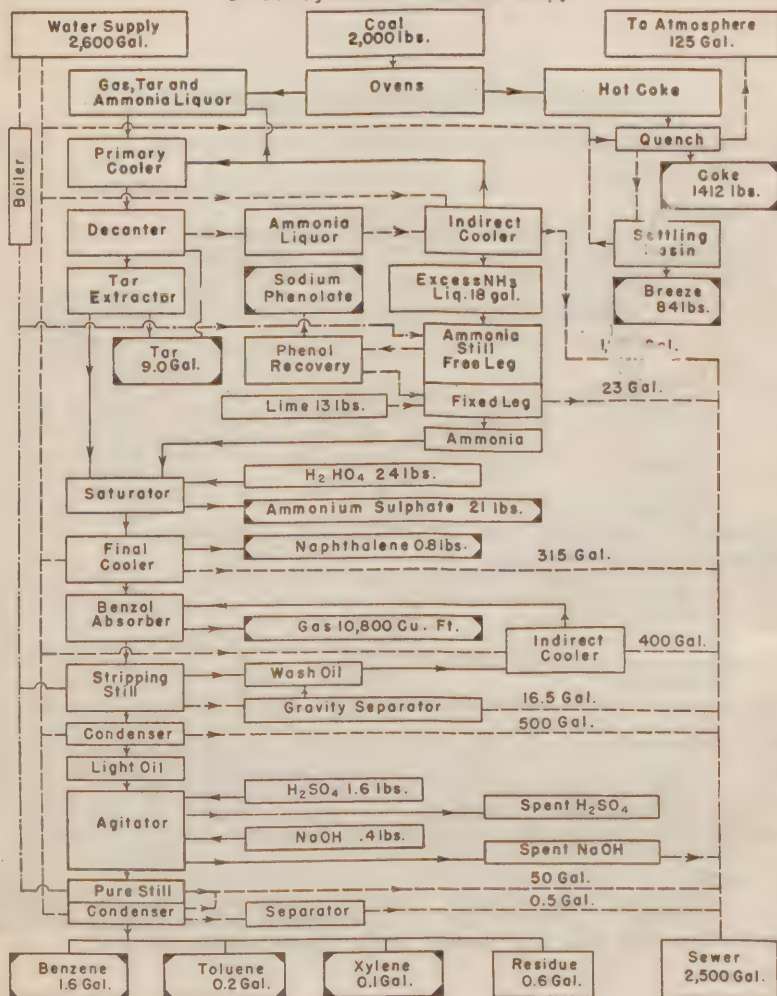 Water Supply
2,600 Gal.
Coal
2,000 lbs.
To Atmosphere
125 Gal.
Gas, Tar and
Ammonia Liquor
Ovens
Hot Coke
Boiler
Primary
Cooler
Quench
Coke
1412 lbs.
Decanter
Ammonia
Liquor
Indirect
Cooler
Settling
Tar
Extractor
Sodium
Phenolate
Excess NH3
Liq. 18 gal.
Breeze
84 lbs.
Tar
9.0 Gal.
Phenol
Recovery
Ammonia
Still
Free Leg
Lime 13 lbs.
Fixed Leg
23 Gal.
Ammonia
H2 HO4 24 lbs.
Saturator
Ammonium Sulphate 21 lbs.
Final
Cooler
Naphthalene 0.8 lbs.
315 Gal.
Benzol
Absorber
Gas 10,800 Cu. Ft.
Indirect
Cooler
400 Gal.
Stripping
Still
Wash Oil
Gravity Separator
16.5 Gal.
Condenser
500 Gal.
Light Oil
H2SO4 1.6 lbs.
Agitator
Spent H2SO4
NaOH .4 lbs.
Spent NaOH
Pure Still
50 Gal.
Condenser
Separator
0.5 Gal.
Benzene
1.6 Gal.
Toluene
0.2 Gal.
Xylene
0.1 Gal.
Residue
0.6 Gal.
Sewer
2,500 Gal.